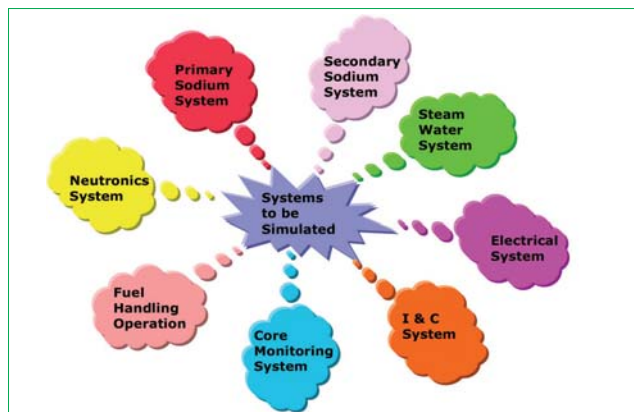 Primary
Sodium
System
Secondary
Sodium
System
Steam
Water
System
Neutronics
System
Systems
to be
Simulated
Electrical
System
Fuel
Handling
Operation
Core
Monitoring
System
I & C
System